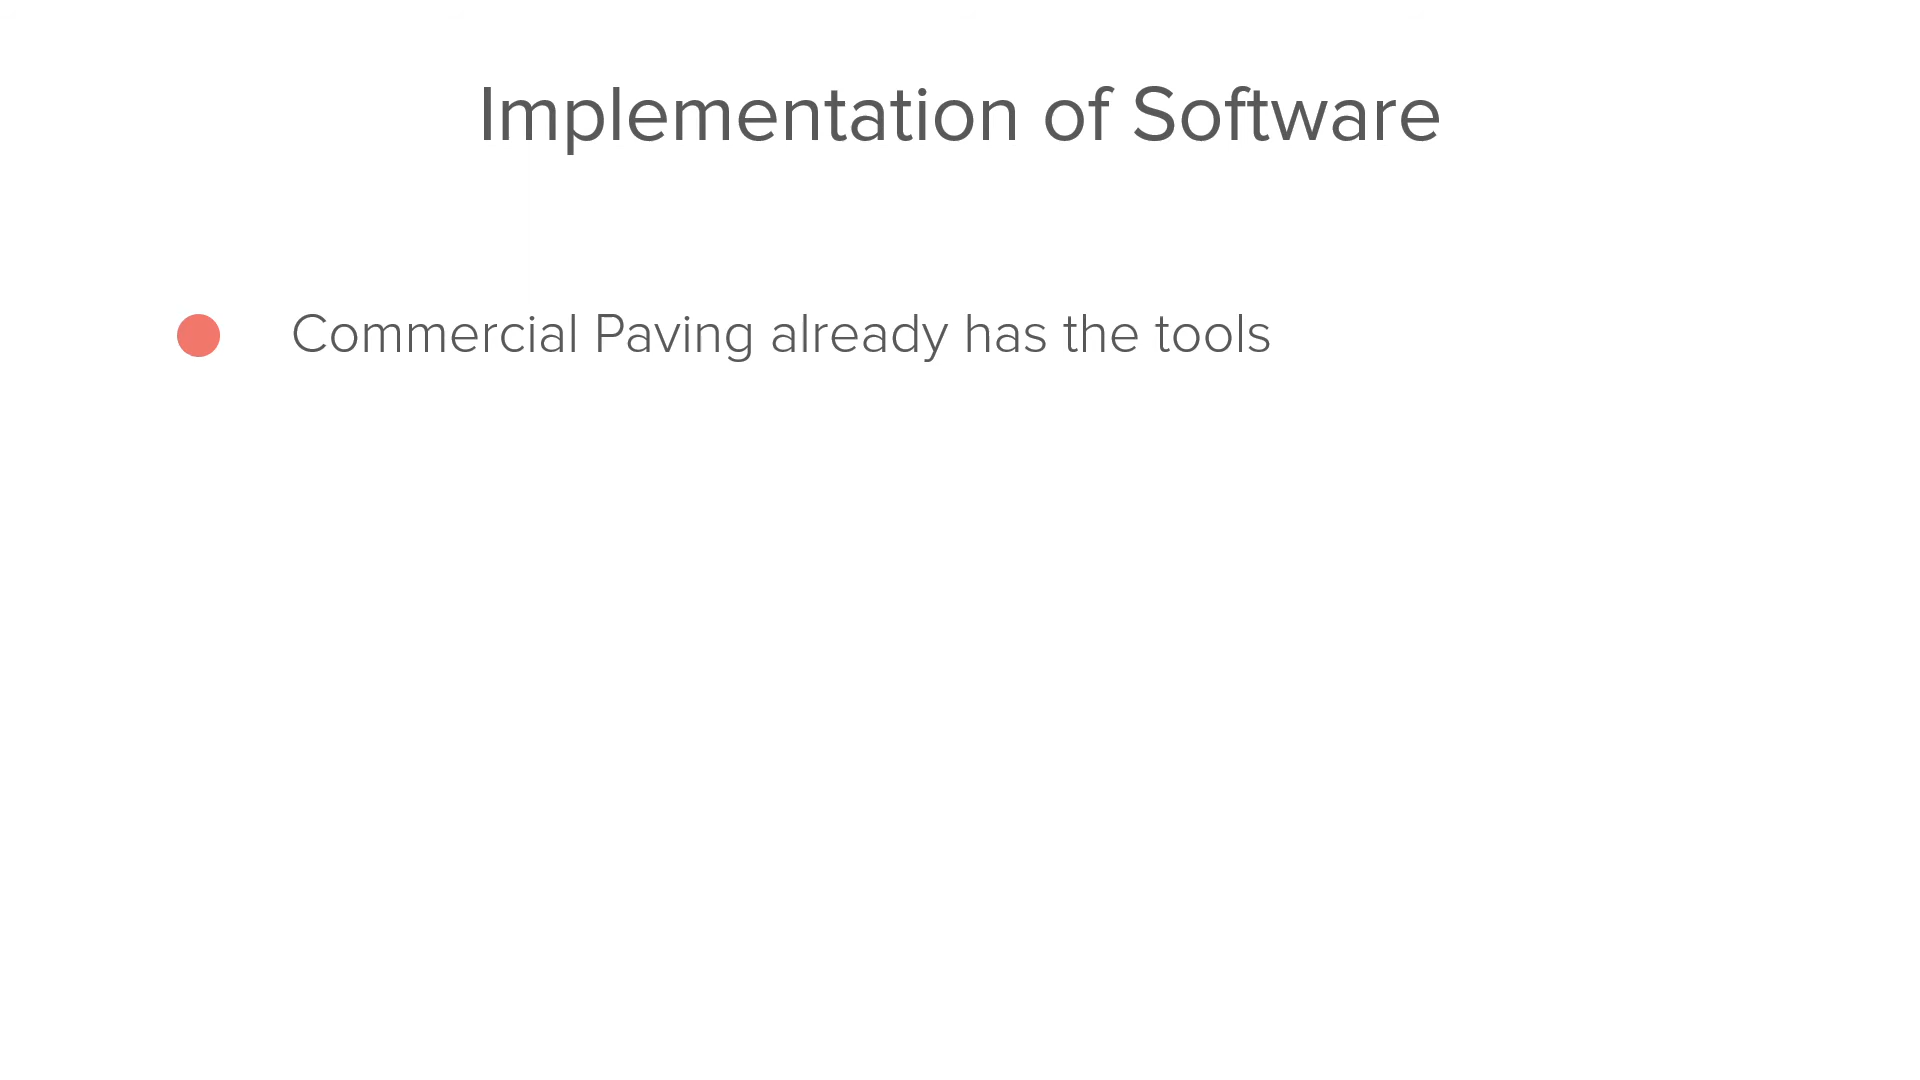 Implementation of Software
Commercial Paving already has the tools